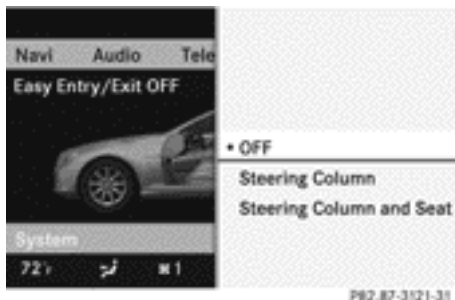 Navi Audio Tele
Easy Entry/Exit OFF
• OFF
Steering Column
Steering Column and Seat
System
72°F 1
P82.87-3121-31